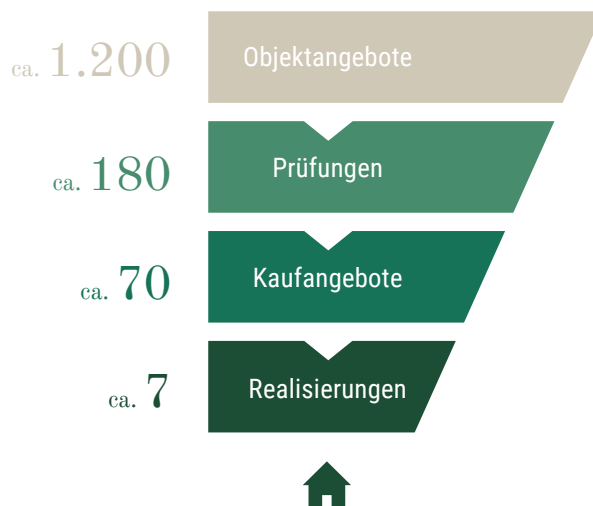 ca. 1.200 Objektangebote
ca. 180 Prüfungen
ca. 70 Kaufangebote
ca. 7 Realisierungen